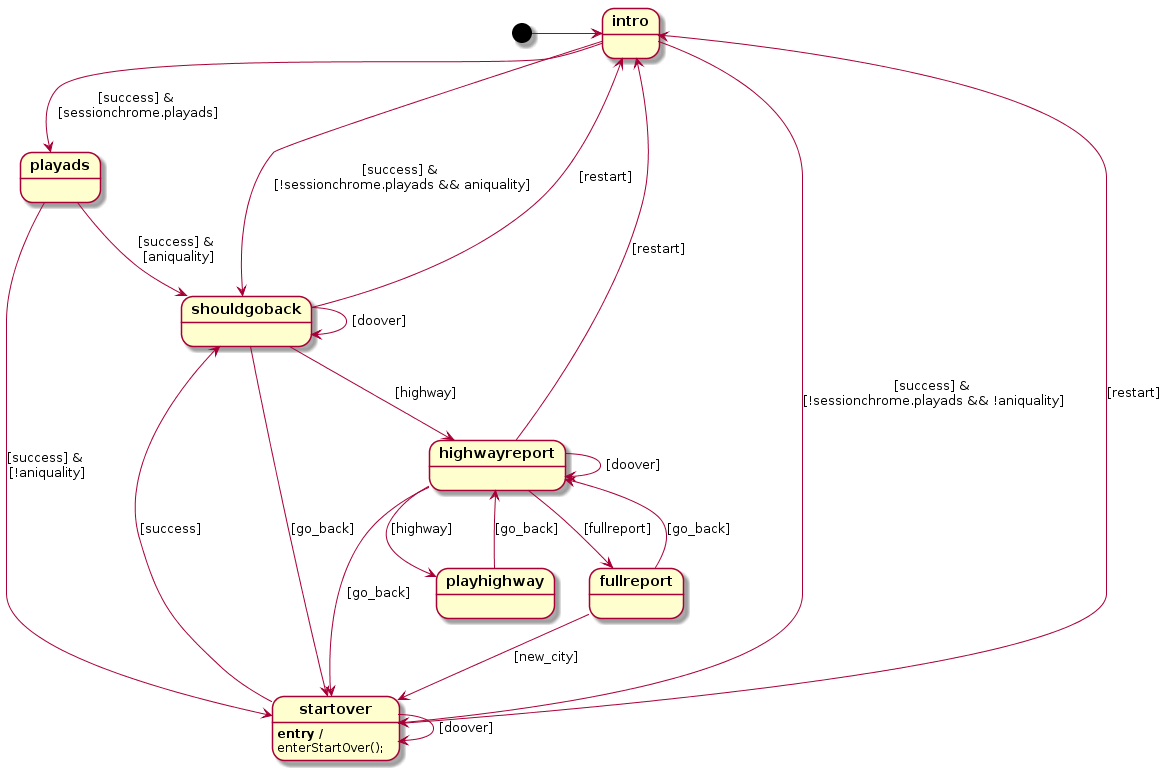 intro
[success] &
[sessionchrome.playads]
playads
[success] &
[!sessionchrome.playads && aniquality]
[restart]
[success] &
[aniquality]
[restart]
shouldgoback
[doover]
[highway]
[success] &
[!sessionchrome.playads && !aniquality]
[restart]
highwayreport
[doover]
[success] &
[!aniquality]
[success]
[go_back]
[highway]
[go_back]
[fullreport]
[go_back]
playhighway
fullreport
[go_back]
[new_city]
startover
entry /
enterStartOver();
[doover]